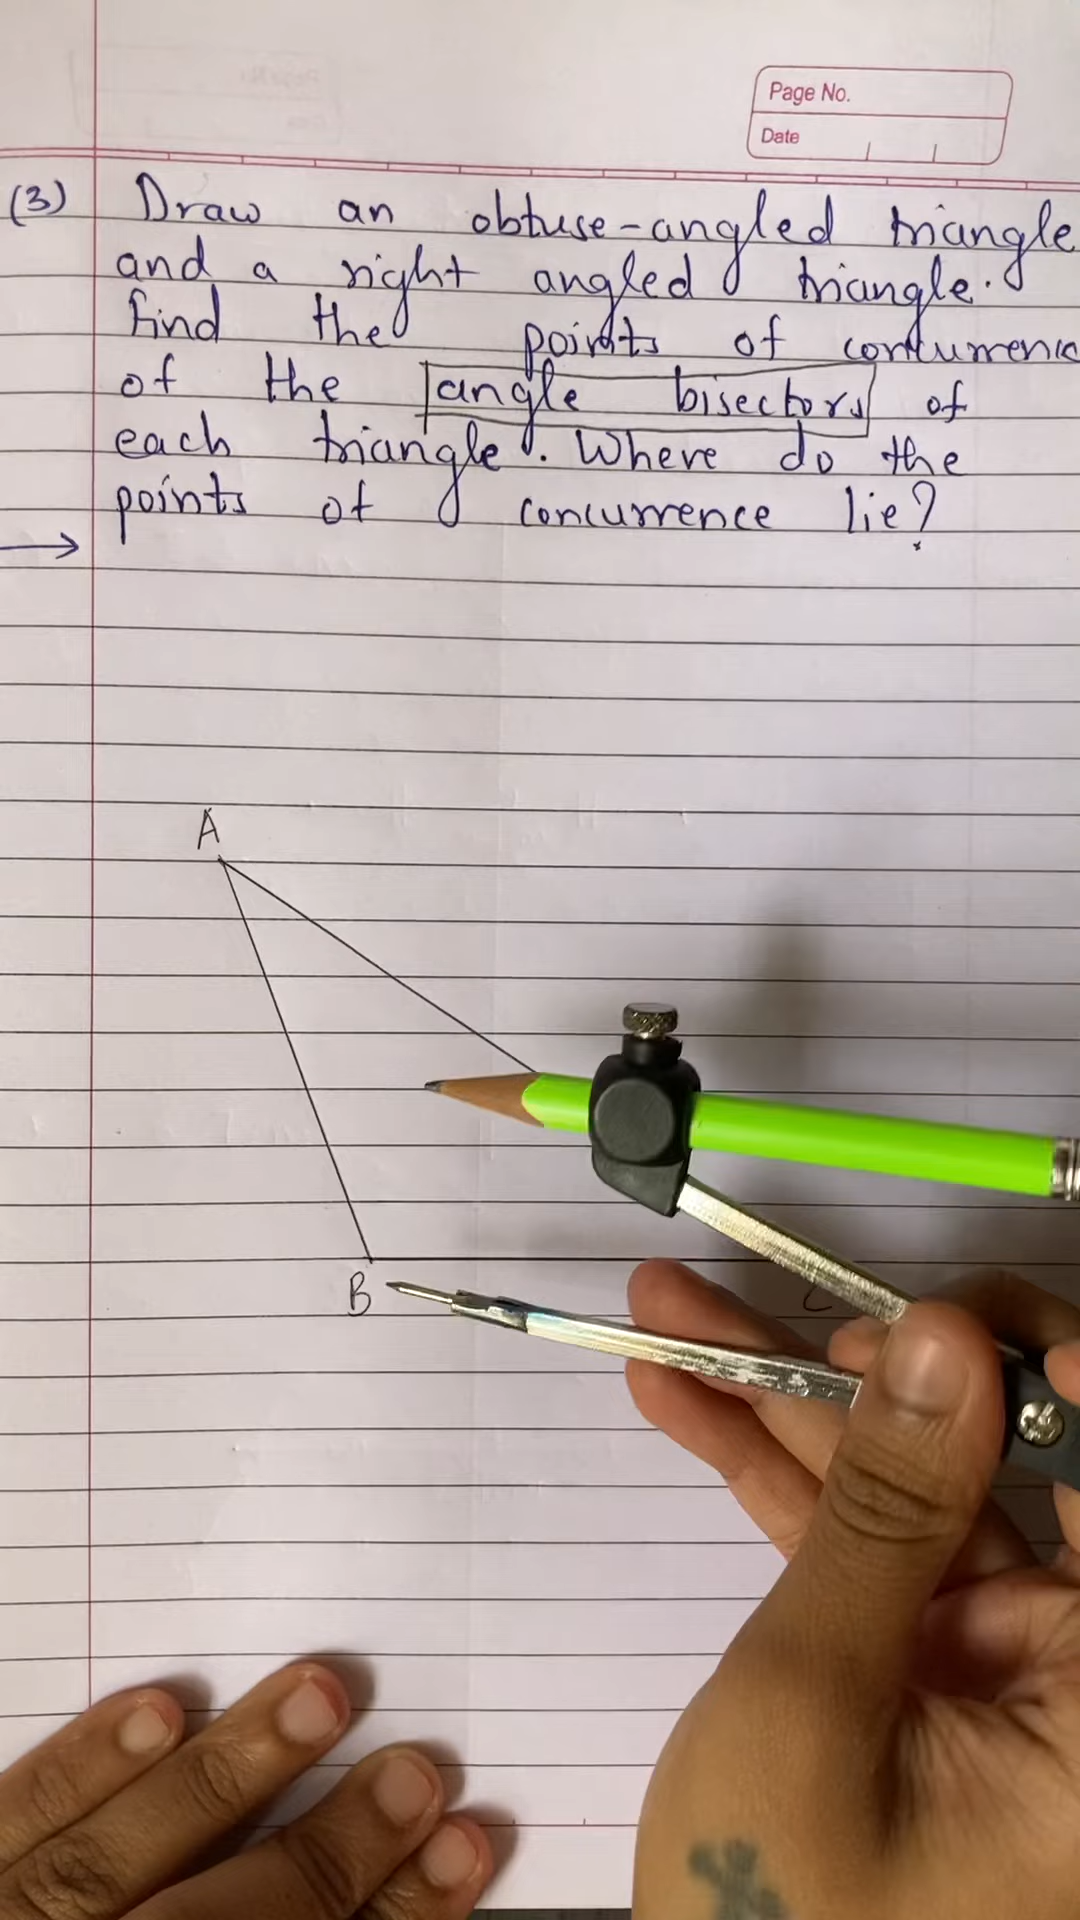 Page No.
Date
(3) Draw an obtuse-angled triangle
and a right angled triangle.
find the points of concurrenc
of the angle bisectors of
each triangle. Where do the
points of concurrence lie?
A
B
C